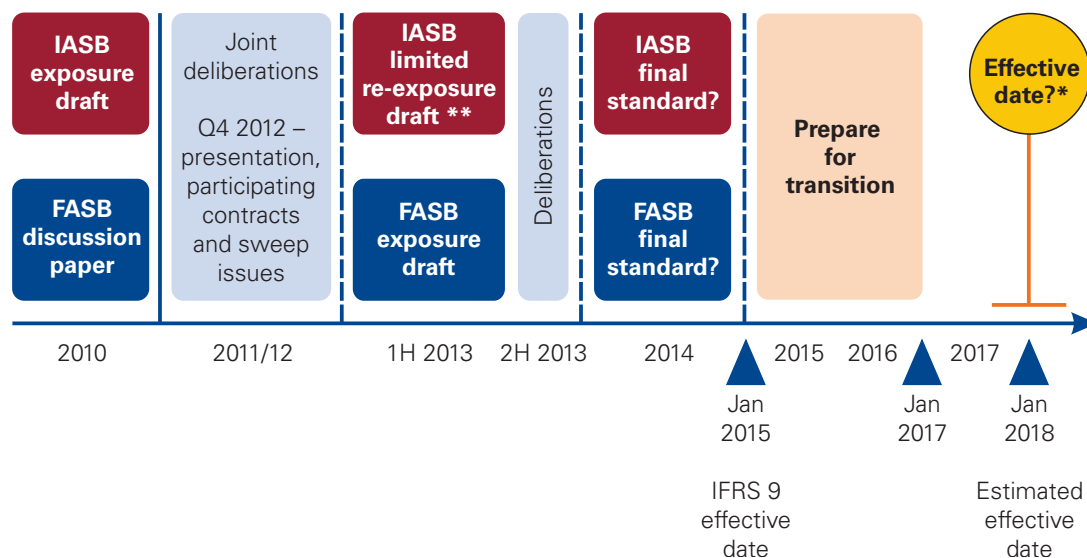 IASB
exposure
draft
FASB
discussion
paper
Joint
deliberations
Q4 2012 –
presentation,
participating
contracts
and sweep
issues
IASB
limited
re-exposure
draft **
FASB
exposure
draft
Deliberations
IASB
final
standard?
FASB
final
standard?
Prepare
for
transition
Effective
date?*
2010
2011/12
1H 2013
2H 2013
2014
2015
2016
2017
Jan
2015
IFRS 9
effective
date
Jan
2017
Jan
2018
Estimated
effective
date